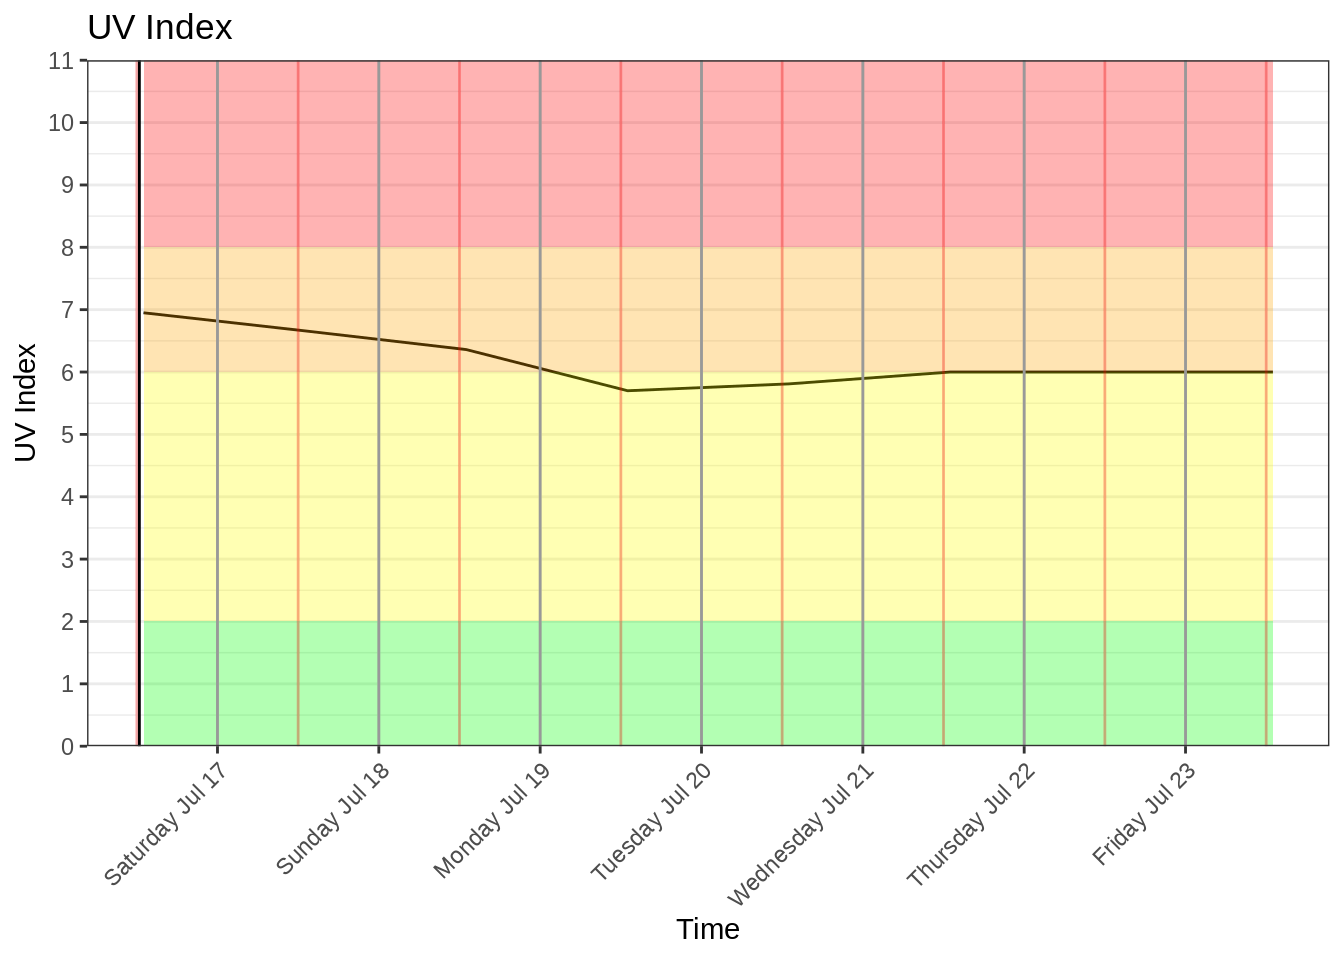 UV Index
11
10
9
8
7
6
5
4
3
2
1
0
UV Index
Saturday Jul 17
Sunday Jul 18
Monday Jul 19
Tuesday Jul 20
Wednesday Jul 21
Thursday Jul 22
Friday Jul 23
Time